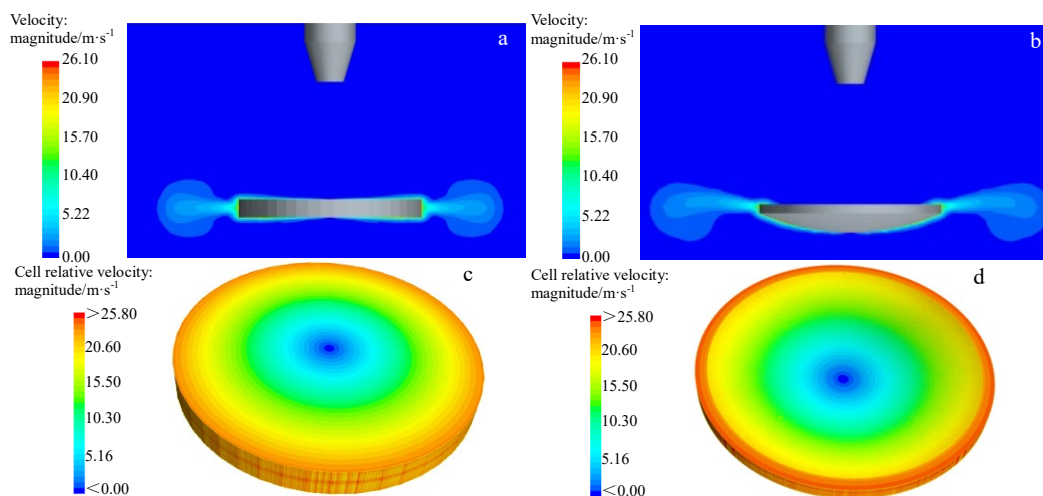 Velocity:
magnitude/m·s⁻¹
26.10
20.90
15.70
10.40
5.22
0.00
a
Velocity:
magnitude/m·s⁻¹
26.10
20.90
15.70
10.40
5.22
0.00
b
Cell relative velocity:
magnitude/m·s⁻¹
>25.80
20.60
15.50
10.30
5.16
<0.00
c
Cell relative velocity:
magnitude/m·s⁻¹
>25.80
20.60
15.50
10.30
5.16
<0.00
d